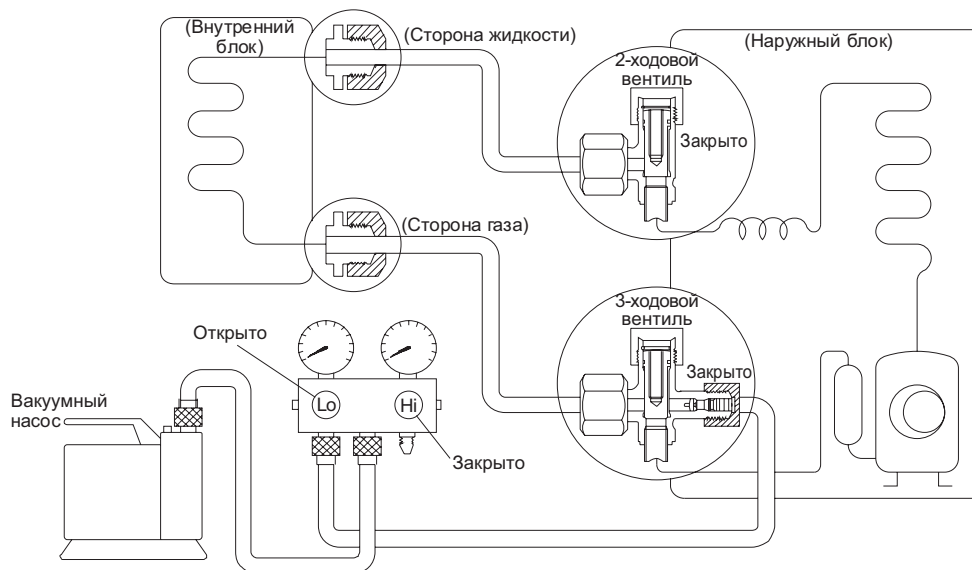 (Внутренний
блок)
(Сторона жидкости)
2-ходовой
вентиль
(Наружный блок)
Закрыто
(Сторона газа)
3-ходовой
вентиль
Закрыто
Открыто
Lo
Hi
Вакуумный
насос
Закрыто